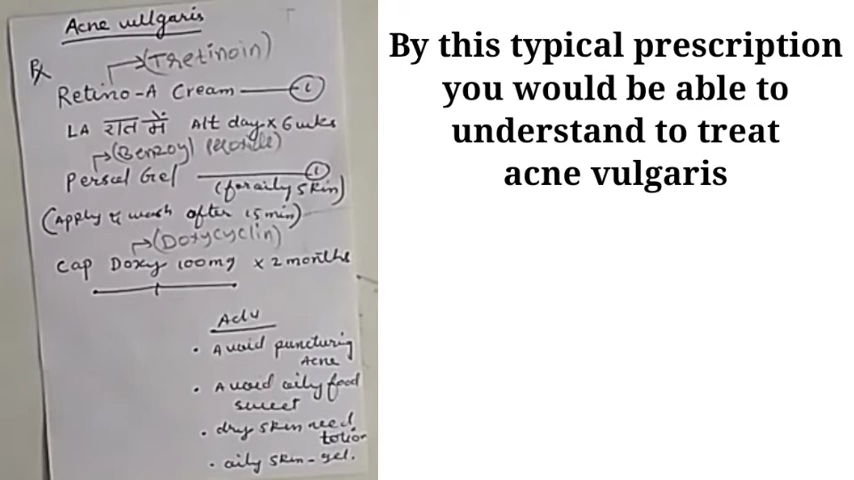 Acne vullgaris
Rx
(Tretinoin)
Retino-A Cream 1
LA रात में Alt day x 6 wks
(Benzoyl Peroxide)
Persol Gel 1
(for oily skin)
(Apply & wash after 15 min)
(Doxycyclin)
Cap Doxy 100mg x 2 months
Adv
• Avoid puncturing
Acne
• Avoid oily food
sweet
• dry skin need
lotion
• oily skin - gel.
By this typical prescription
you would be able to
understand to treat
acne vulgaris